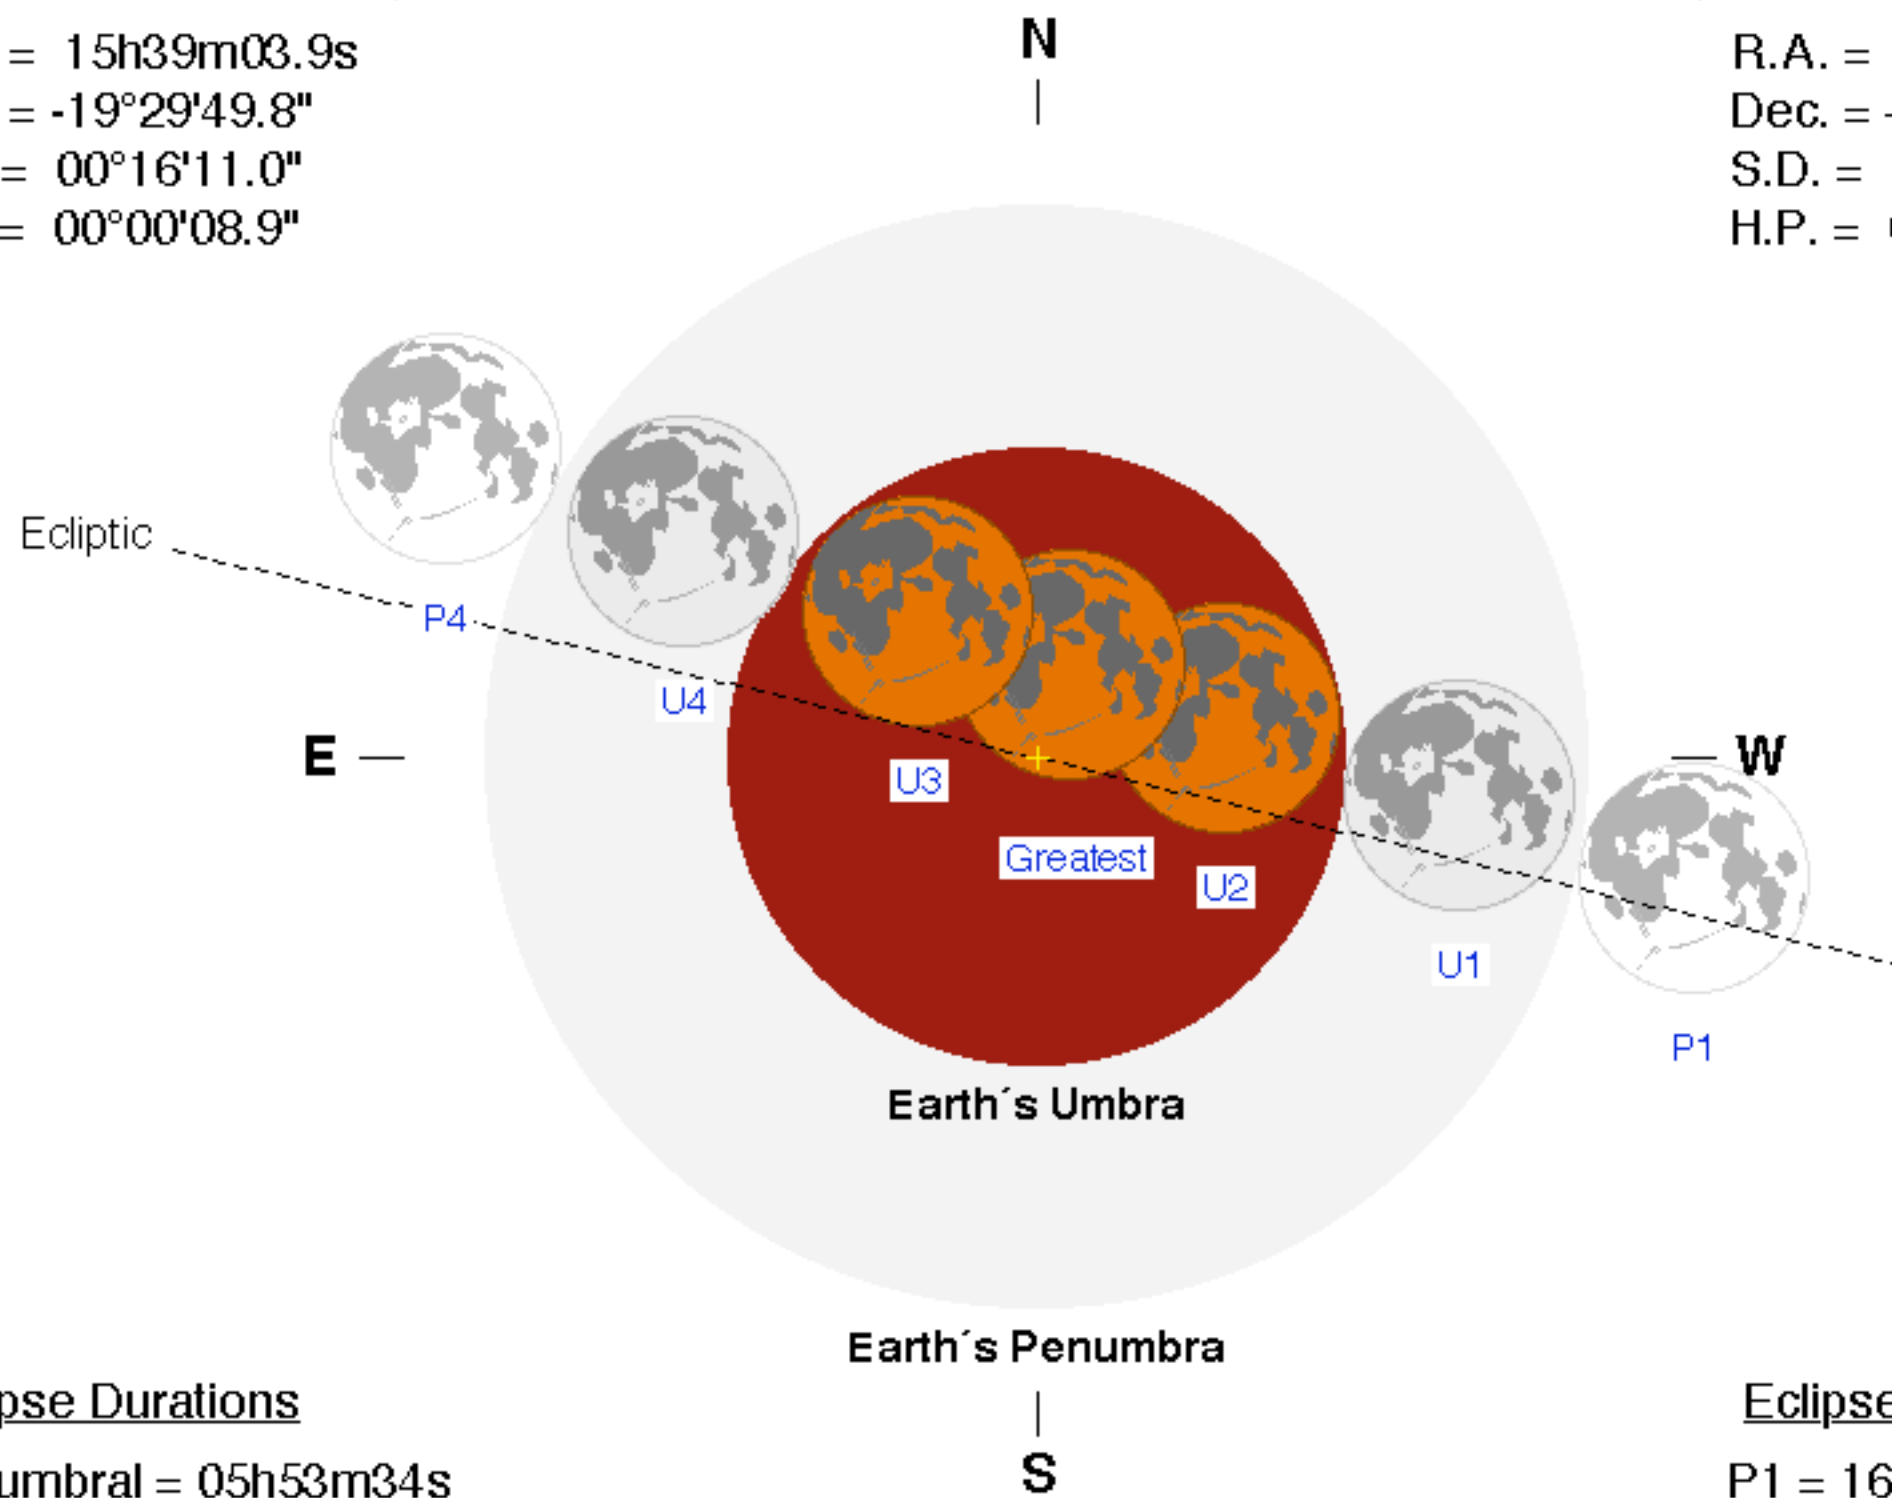 = 15h39m03.9s
= -19°29'49.8"
= 00°16'11.0"
= 00°00'08.9"
N
R.A. =
Dec. = -
S.D. =
H.P. =
Ecliptic
P4
U4
E
W
U3
Greatest
U2
U1
P1
Earth´s Umbra
Earth´s Penumbra
S
pse Durations
umbral = 05h53m34s
Eclipse
P1 = 16